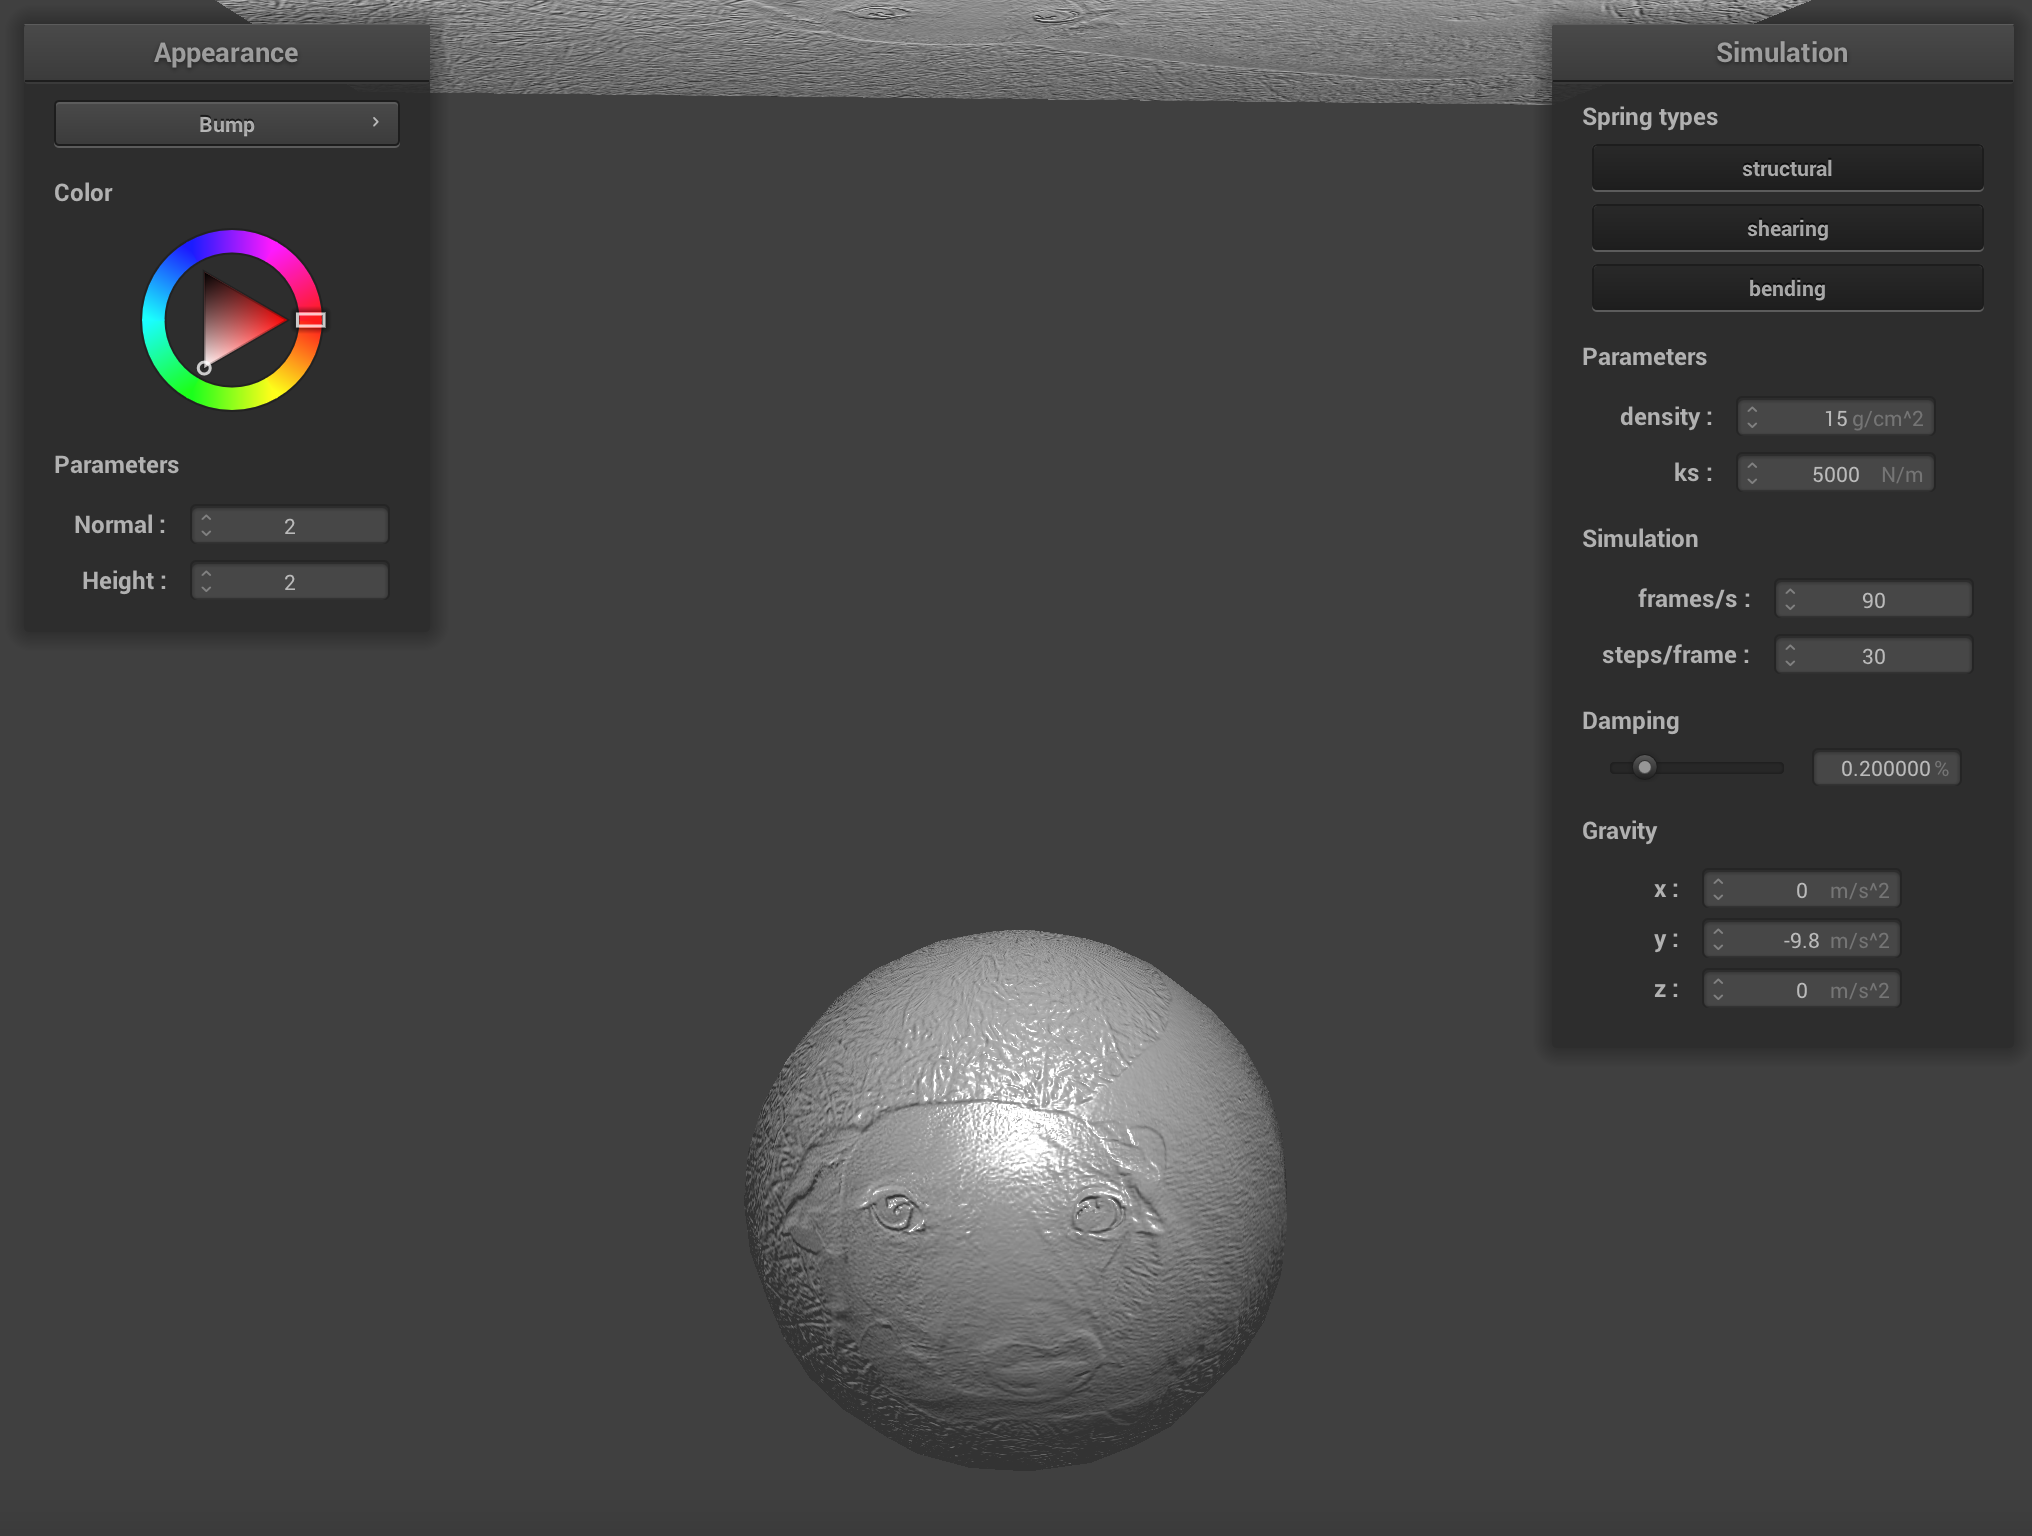 Appearance
Bump
Color
Parameters
Normal : 2
Height : 2
Simulation
Spring types
structural
shearing
bending
Parameters
density : 15 g/cm^2
ks : 5000 N/m
Simulation
frames/s : 90
steps/frame : 30
Damping
0.200000 %
Gravity
x : 0 m/s^2
y : -9.8 m/s^2
z : 0 m/s^2